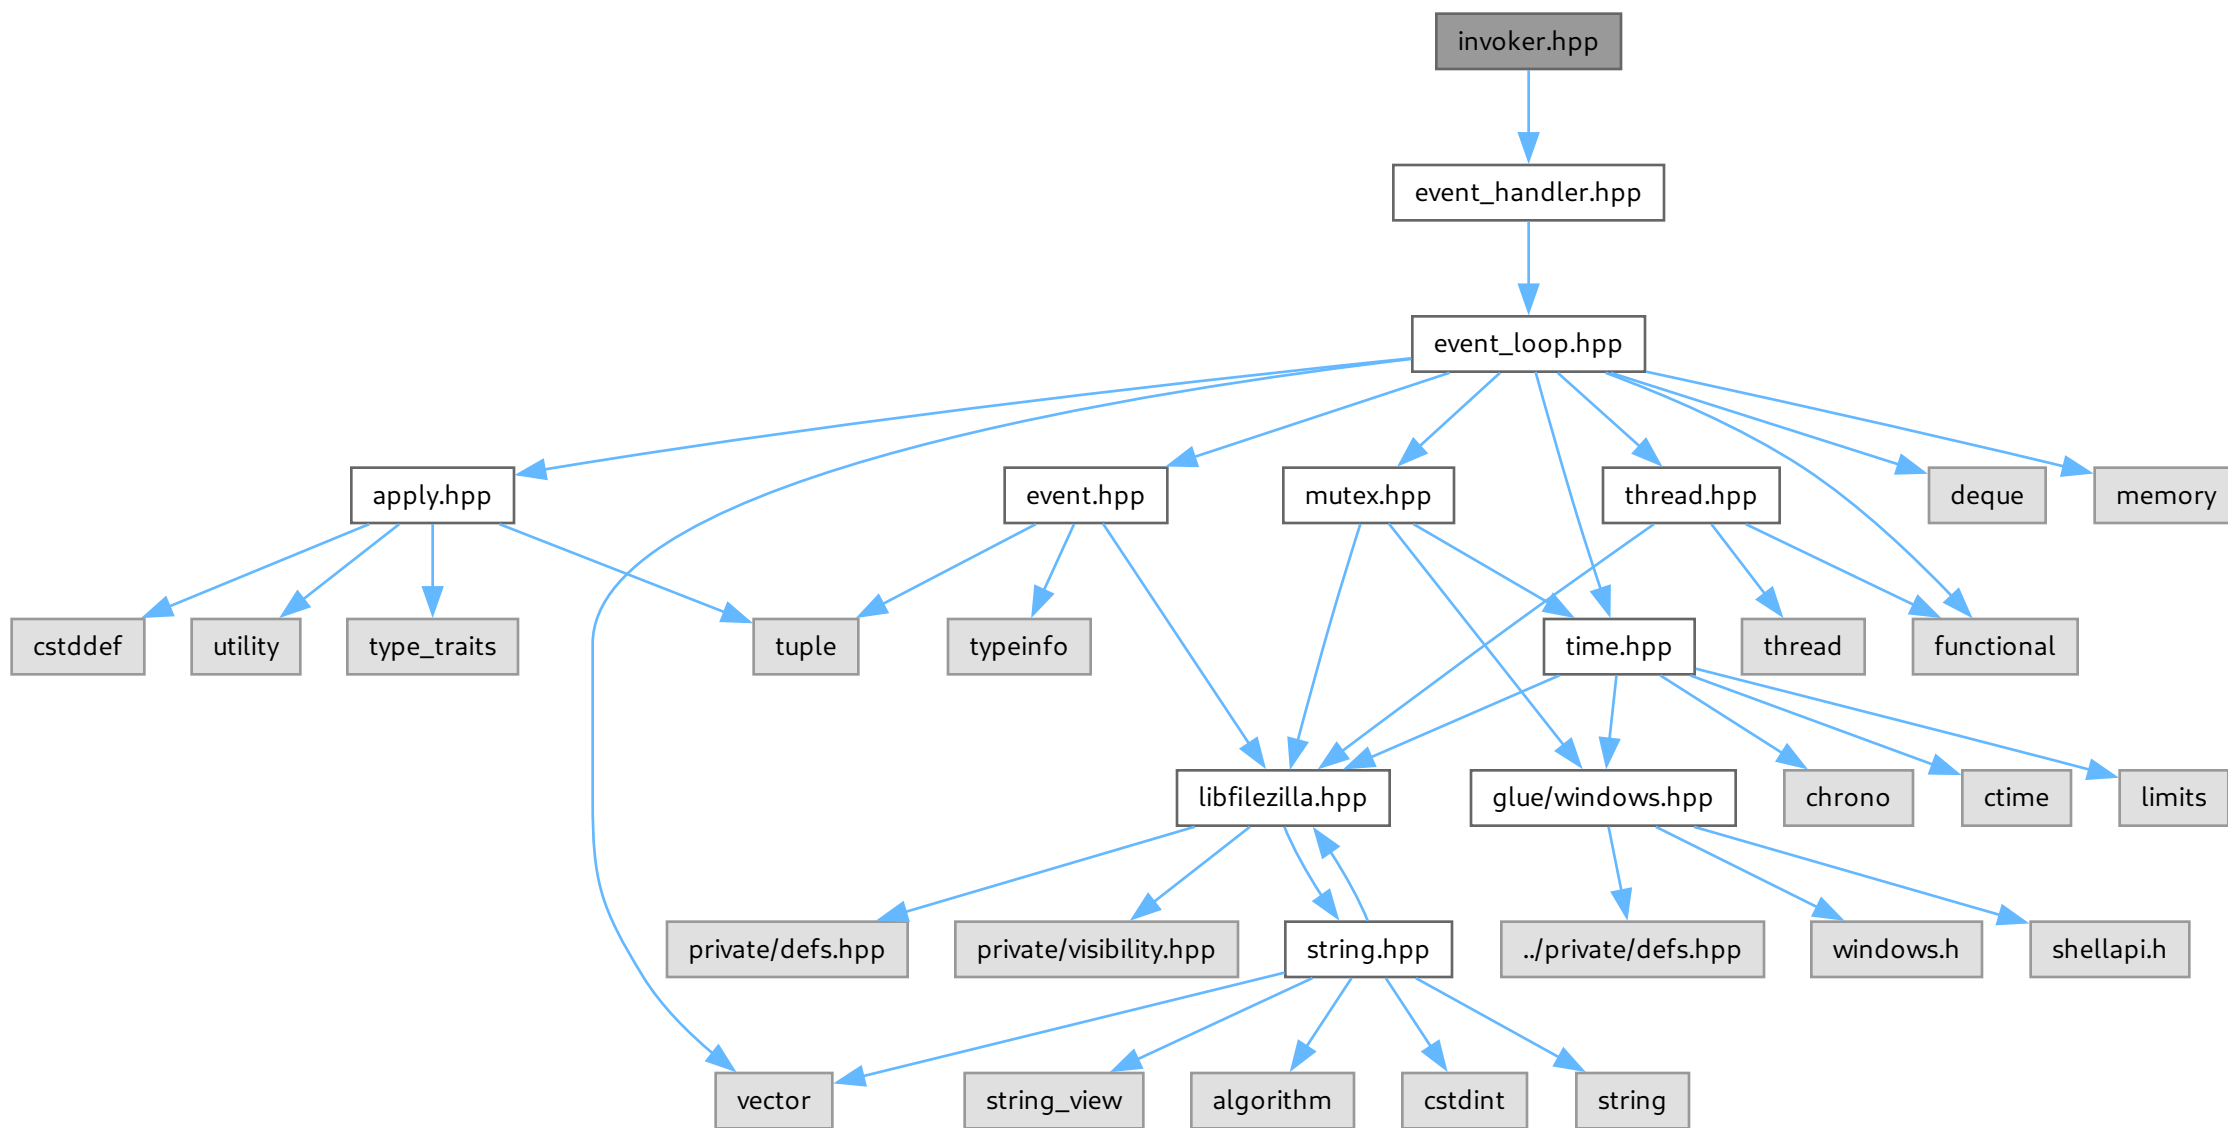 invoker.hpp
event_handler.hpp
event_loop.hpp
apply.hpp
event.hpp
mutex.hpp
thread.hpp
deque
memory
cstddef
utility
type_traits
tuple
typeinfo
time.hpp
thread
functional
libfilezilla.hpp
glue/windows.hpp
chrono
ctime
limits
private/defs.hpp
private/visibility.hpp
string.hpp
../private/defs.hpp
windows.h
shellapi.h
vector
string_view
algorithm
cstdint
string